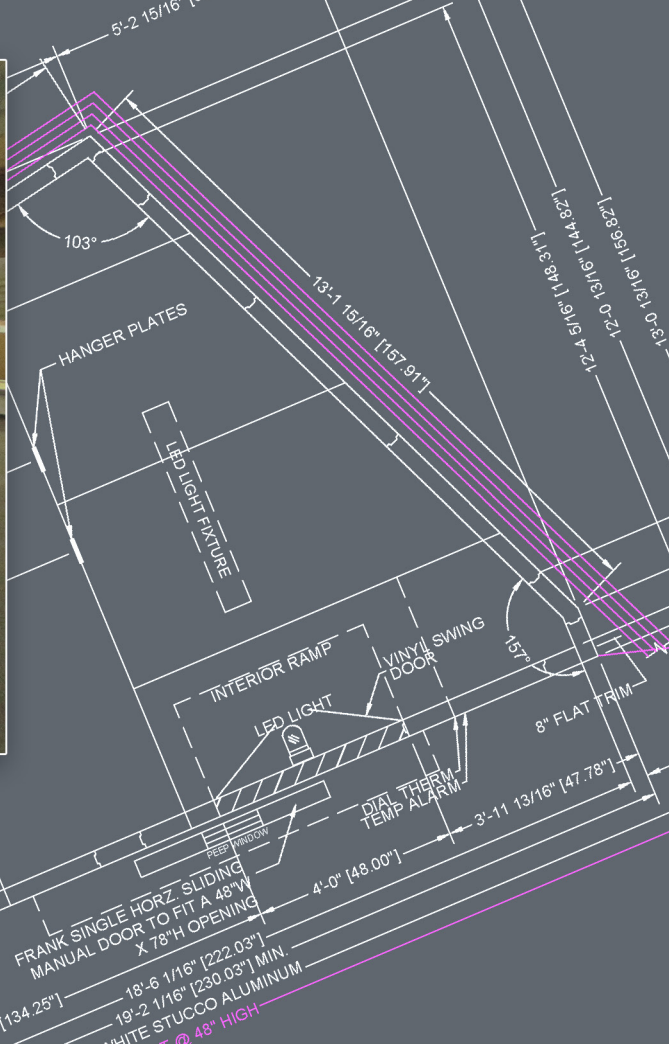 5'-2 15/16"
103°
HANGER PLATES
13'-1 15/16" [157.91"]
12'-4 5/16" [148.31"]
12'-0 13/16" [144.82"]
13'-0 13/16" [156.82"]
LED LIGHT FIXTURE
INTERIOR RAMP
VINYL SWING
DOOR
157°
LED LIGHT
8" FLAT TRIM
DIAL THERM
TEMP ALARM
3'-11 13/16" [47.78"]
PEEP WINDOW
4'-0" [48.00"]
FRANK SINGLE HORZ. SLIDING
MANUAL DOOR TO FIT A 48"W
X 78"H OPENING
[134.25"]
18'-6 1/16" [222.03"]
19'-2 1/16" [230.03"] MIN.
WHITE STUCCO ALUMINUM
@ 48" HIGH